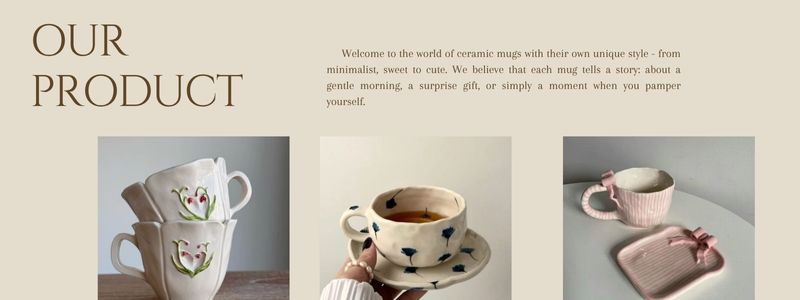 OUR
PRODUCT
Welcome to the world of ceramic mugs with their own unique style - from
minimalist, sweet to cute. We believe that each mug tells a story: about a
gentle morning, a surprise gift, or simply a moment when you pamper
yourself.